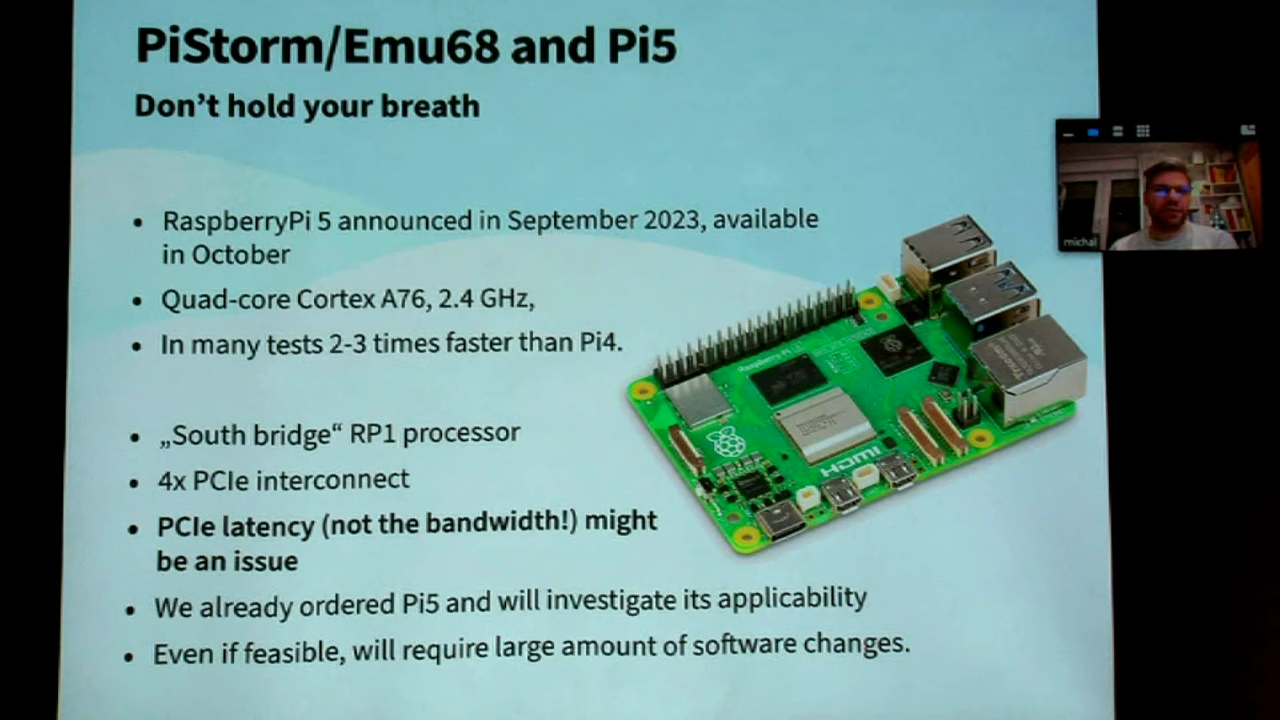 PiStorm/Emu68 and Pi5
Don't hold your breath
• RaspberryPi 5 announced in September 2023, available
in October
• Quad-core Cortex A76, 2.4 GHz,
• In many tests 2-3 times faster than Pi4.
• „South bridge“ RP1 processor
• 4x PCIe interconnect
• PCIe latency (not the bandwidth!) might
be an issue
• We already ordered Pi5 and will investigate its applicability
• Even if feasible, will require large amount of software changes.
michal
Raspberry Pi
HDMI